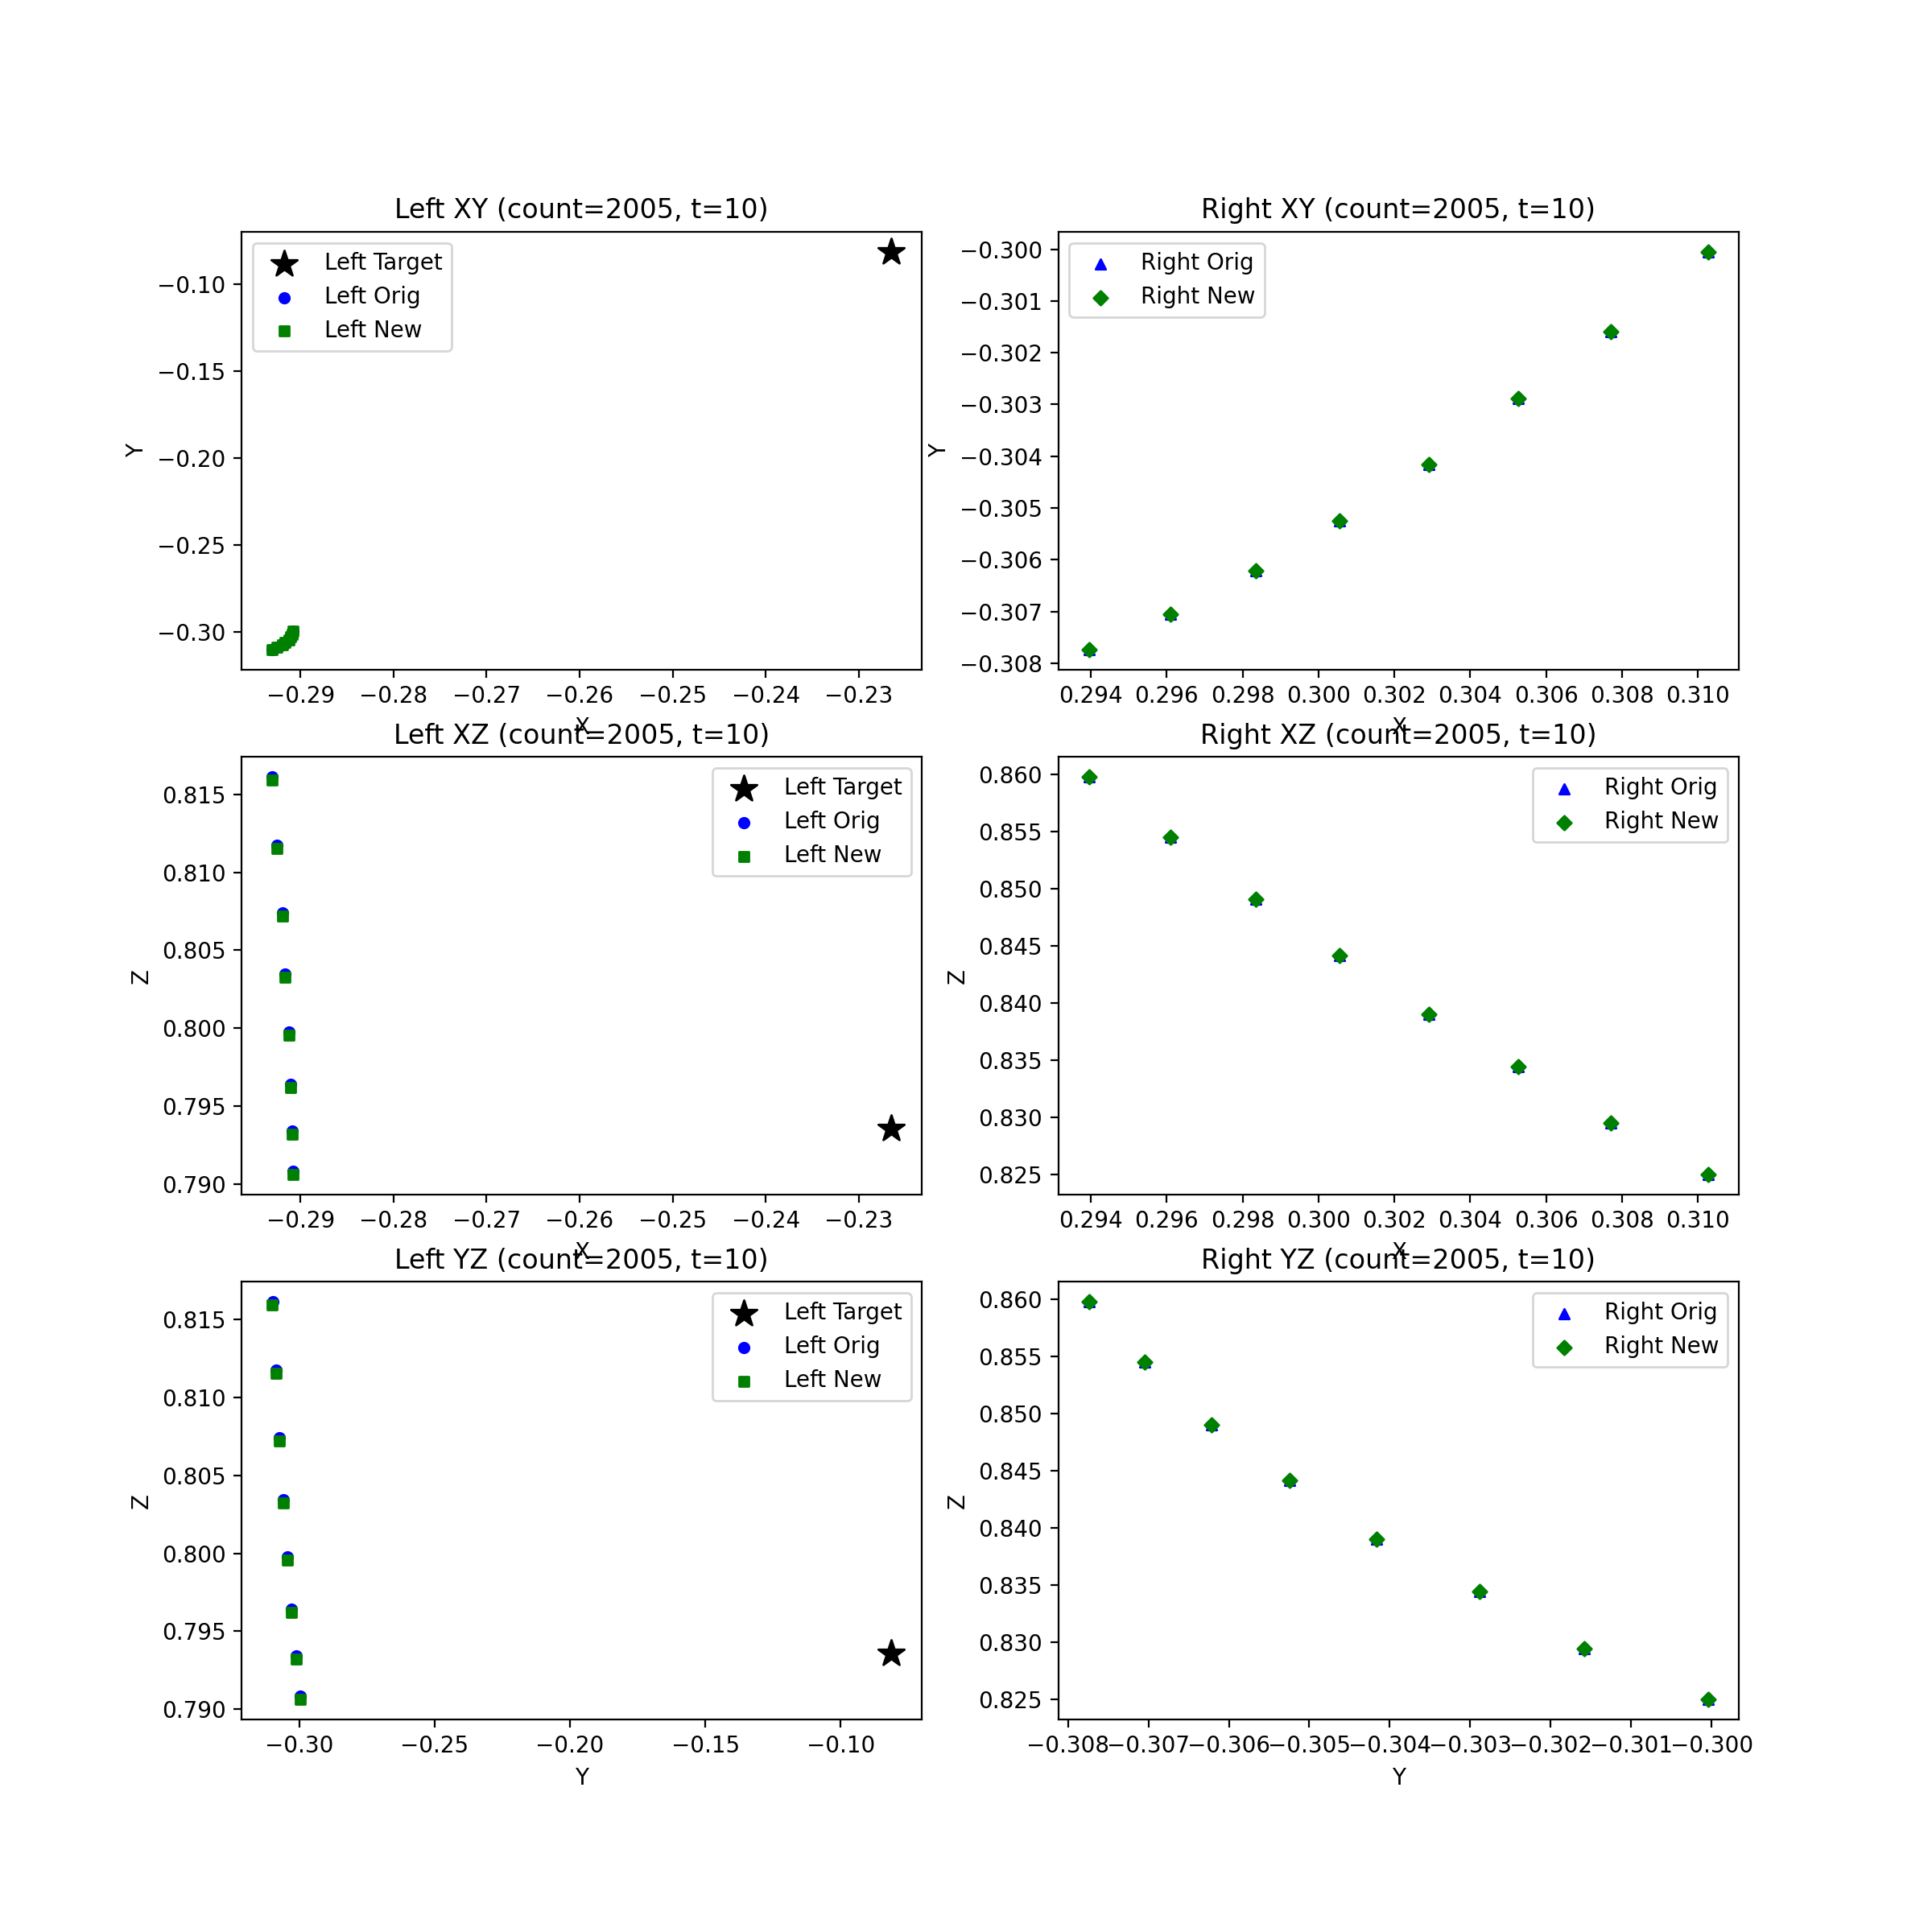 Left XY (count=2005, t=10)
Left Target
Left Orig
Left New
−0.10
−0.15
−0.20
−0.25
−0.30
Y
−0.29 −0.28 −0.27 −0.26 −0.25 −0.24 −0.23
X
Right XY (count=2005, t=10)
Right Orig
Right New
−0.300
−0.301
−0.302
−0.303
−0.304
−0.305
−0.306
−0.307
−0.308
Y
0.294 0.296 0.298 0.300 0.302 0.304 0.306 0.308 0.310
X
Left XZ (count=2005, t=10)
Left Target
Left Orig
Left New
0.815
0.810
0.805
0.800
0.795
0.790
Z
−0.29 −0.28 −0.27 −0.26 −0.25 −0.24 −0.23
X
Right XZ (count=2005, t=10)
Right Orig
Right New
0.860
0.855
0.850
0.845
0.840
0.835
0.830
0.825
Z
0.294 0.296 0.298 0.300 0.302 0.304 0.306 0.308 0.310
X
Left YZ (count=2005, t=10)
Left Target
Left Orig
Left New
0.815
0.810
0.805
0.800
0.795
0.790
Z
−0.30 −0.25 −0.20 −0.15 −0.10
Y
Right YZ (count=2005, t=10)
Right Orig
Right New
0.860
0.855
0.850
0.845
0.840
0.835
0.830
0.825
Z
−0.308 −0.307 −0.306 −0.305 −0.304 −0.303 −0.302 −0.301 −0.300
Y